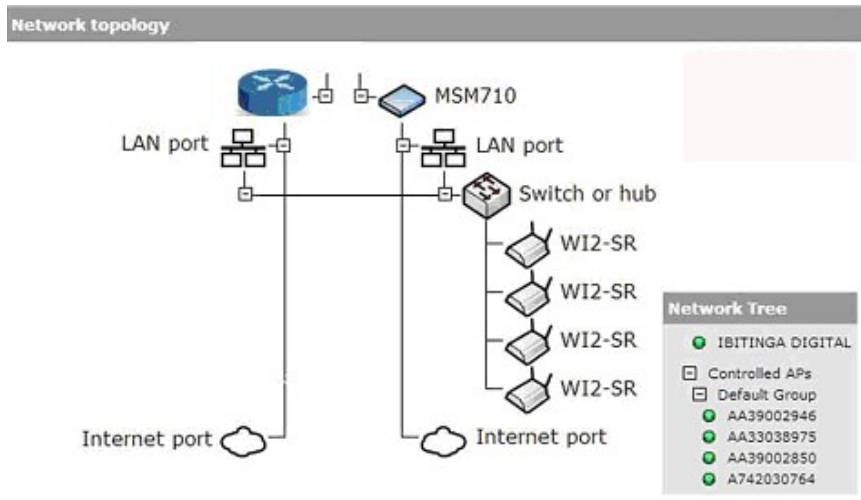 Network topology
MSM710
LAN port
LAN port
Switch or hub
WI2-SR
WI2-SR
WI2-SR
WI2-SR
Internet port
Internet port
Network Tree
IBITINGA DIGITAL
Controlled APs
Default Group
AA39002946
AA33038975
AA39002850
A742030764